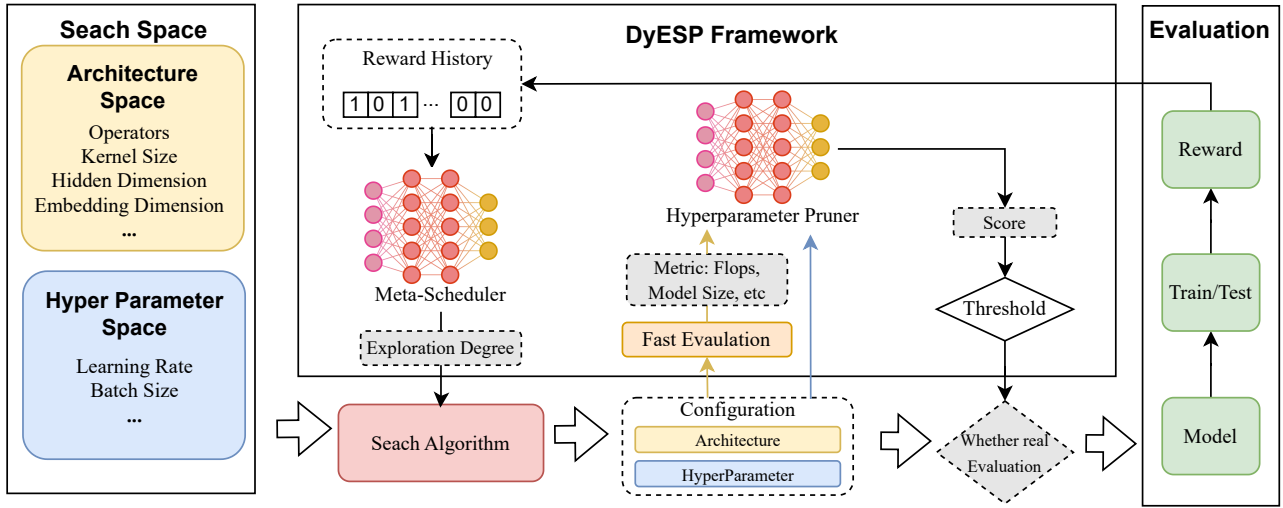 Seach Space
Architecture
Space
Operators
Kernel Size
Hidden Dimension
Embedding Dimension
...
Hyper Parameter
Space
Learning Rate
Batch Size
...
DyESP Framework
Reward History
1 0 1 ... 0 0
Meta-Scheduler
Exploration Degree
Seach Algorithm
Hyperparameter Pruner
Metric: Flops,
Model Size, etc
Fast Evaulation
Configuration
Architecture
HyperParameter
Score
Threshold
Whether real
Evaluation
Evaluation
Reward
Train/Test
Model